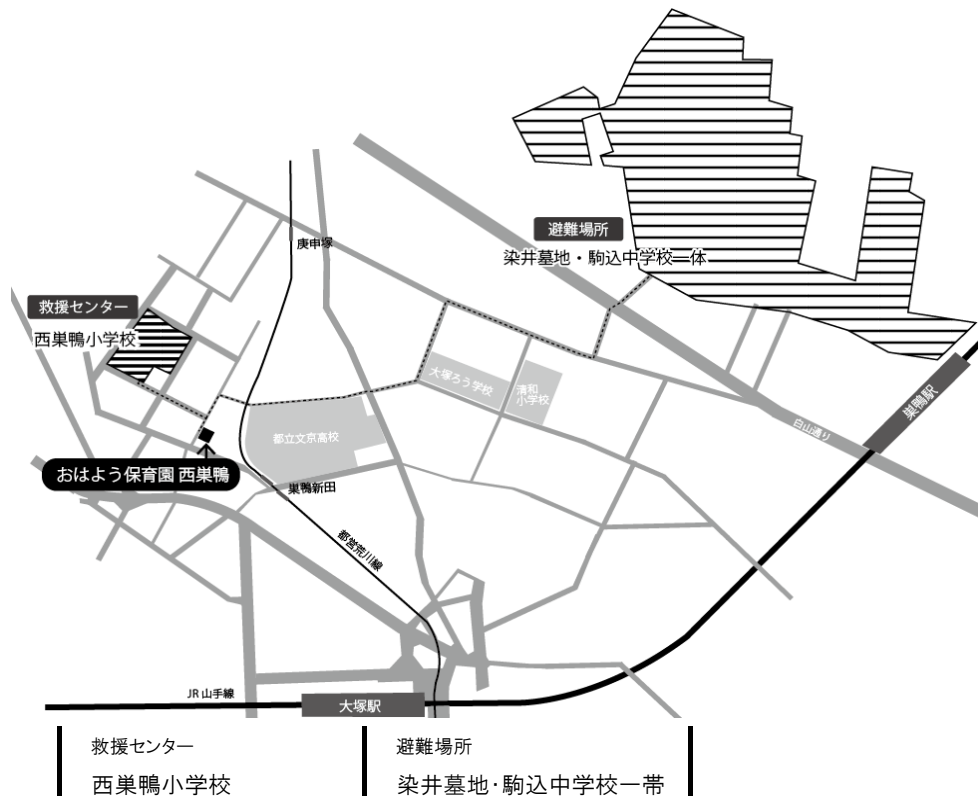 避難場所
染井墓地・駒込中学校一体
庚申塚
救援センター
西巣鴨小学校
大塚ろう学校
清和
小学校
巣鴨駅
白山通り
都立文京高校
おはよう保育園 西巣鴨
巣鴨新田
都営荒川線
JR 山手線
大塚駅
救援センター
西巣鴨小学校
避難場所
染井墓地・駒込中学校一帯